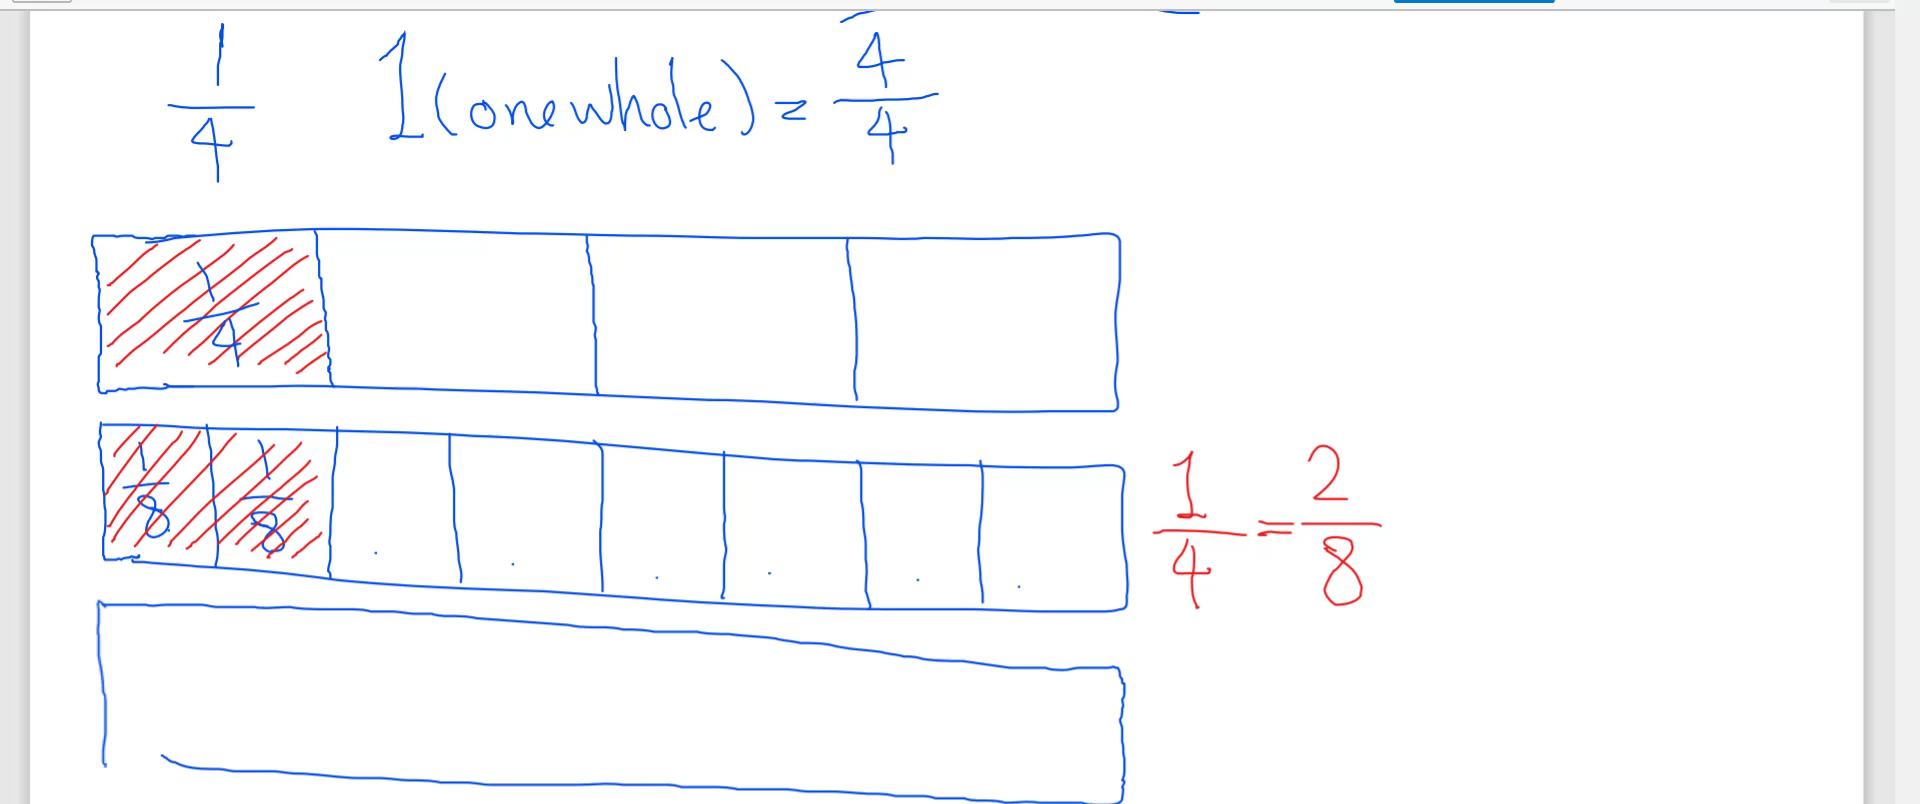 1/4 1 (one whole) = 4/4
1/4
1/8 1/8
1/4 = 2/8